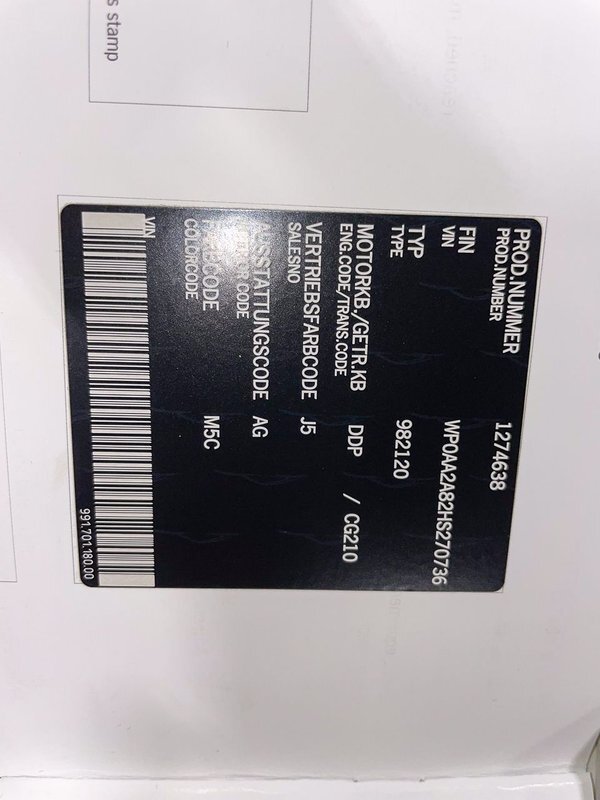 s stamp
PROD.NUMMER 1274638
PROD.NUMBER
FIN WP0AA2A82HS270736
VIN
TYP 982120
TYPE
MOTORKB./GETR.KB DDP / CG210
ENG.CODE/TRANS.CODE
VERTRIEBSFARBCODE J5
SALESNO
AUSSTATTUNGSCODE AG
CODE
FARBCODE M5C
COLORCODE
VIN
991.701.180.00